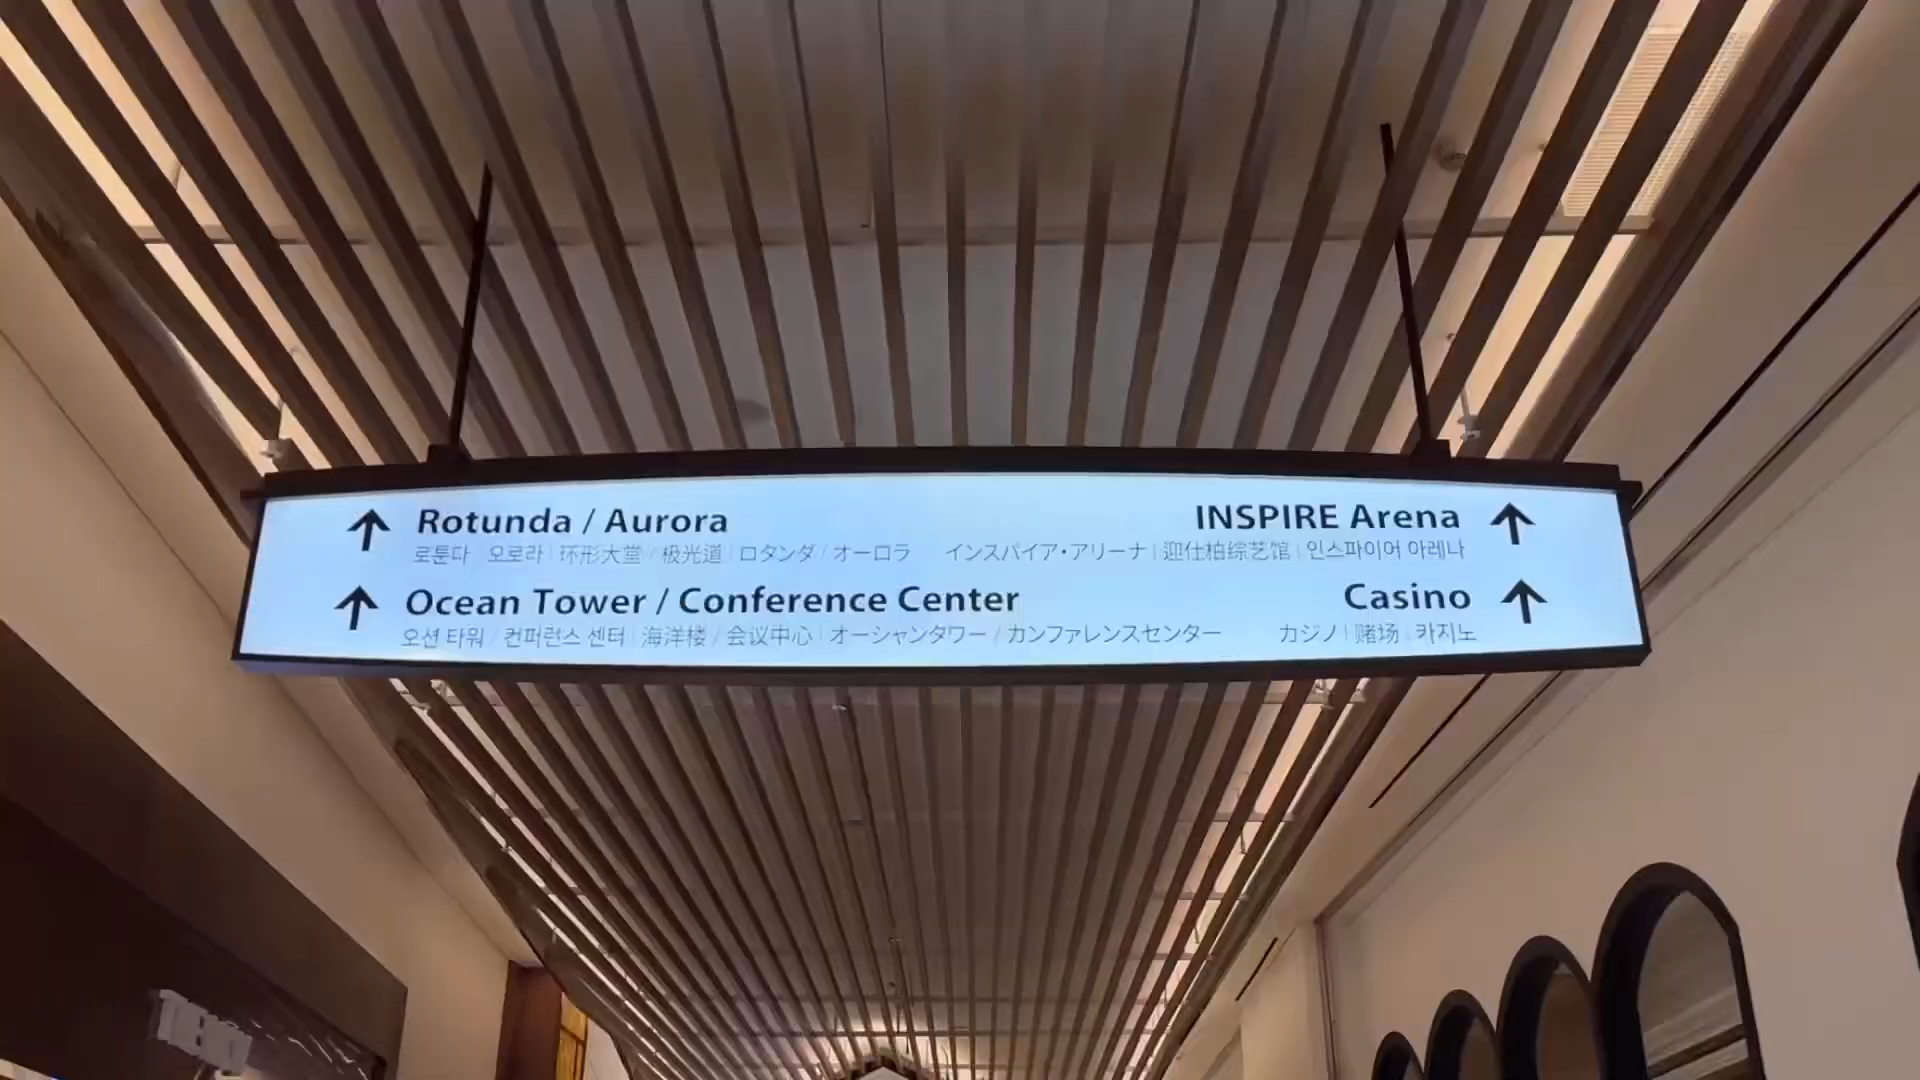 ↑ Rotunda / Aurora
로툰다 / 오로라 | 环形大堂 / 极光道 | ロタンダ / オーロラ
↑ Ocean Tower / Conference Center
오션 타워 / 컨퍼런스 센터 | 海洋楼 / 会议中心 | オーシャンタワー / カンファレンスセンター
INSPIRE Arena ↑
インスパイア・アリーナ | 迎仕柏综艺馆 | 인스파이어 아레나
Casino ↑
カジノ | 赌场 | 카지노